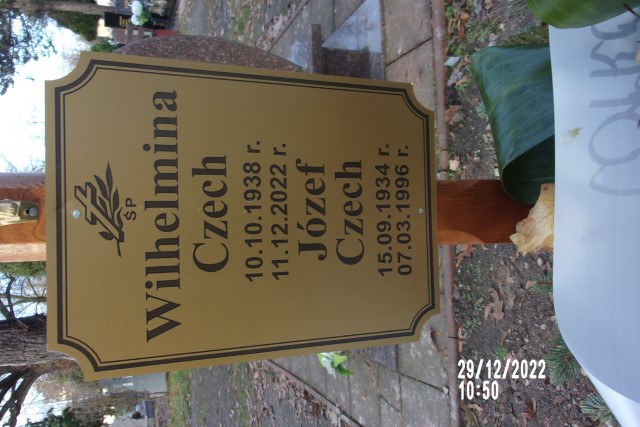 ŚP
Wilhelmina
Czech
10.10.1938 r.
11.12.2022 r.
Józef
Czech
15.09.1934 r.
07.03.1996 r.
29/12/2022
10:50